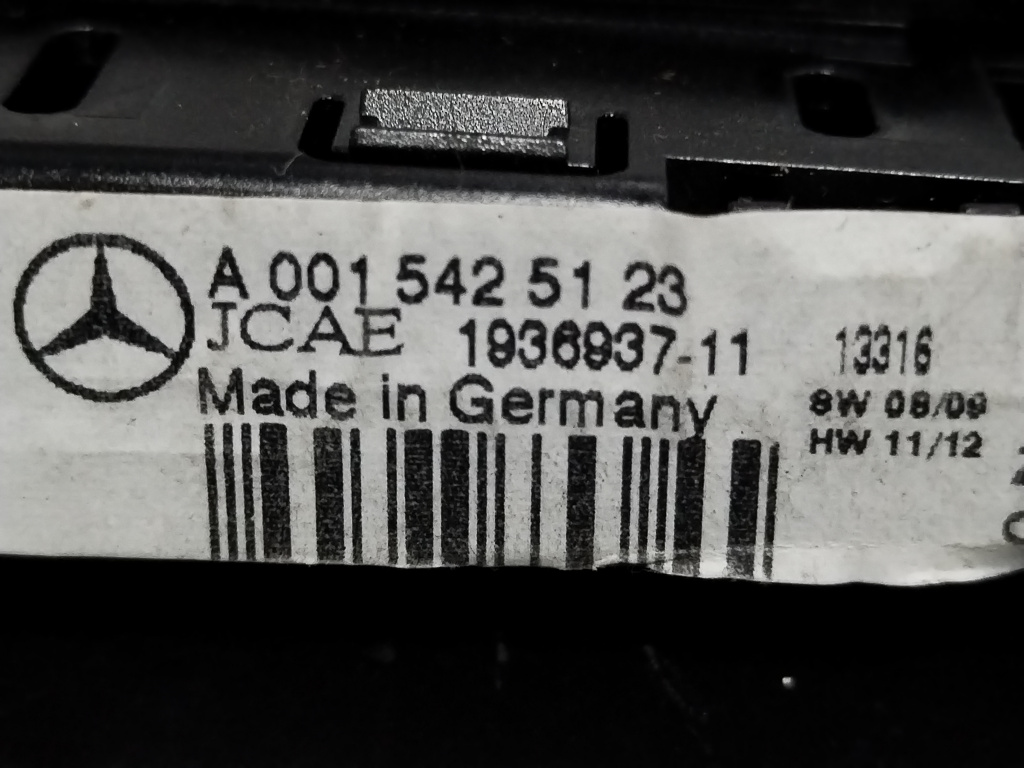 A 001 542 51 23
JCAE 1936937-11 13316
Made in Germany SW 08/09
HW 11/12